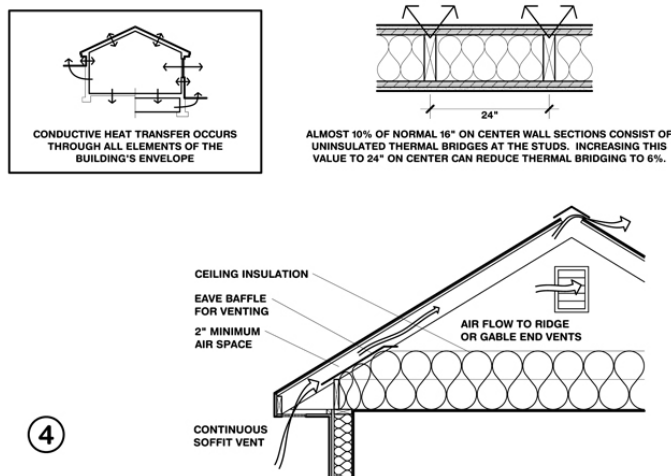 CONDUCTIVE HEAT TRANSFER OCCURS
THROUGH ALL ELEMENTS OF THE
BUILDING'S ENVELOPE
24"
ALMOST 10% OF NORMAL 16" ON CENTER WALL SECTIONS CONSIST OF
UNINSULATED THERMAL BRIDGES AT THE STUDS. INCREASING THIS
VALUE TO 24" ON CENTER CAN REDUCE THERMAL BRIDGING TO 6%.
CEILING INSULATION
EAVE BAFFLE
FOR VENTING
2" MINIMUM
AIR SPACE
AIR FLOW TO RIDGE
OR GABLE END VENTS
CONTINUOUS
SOFFIT VENT
4